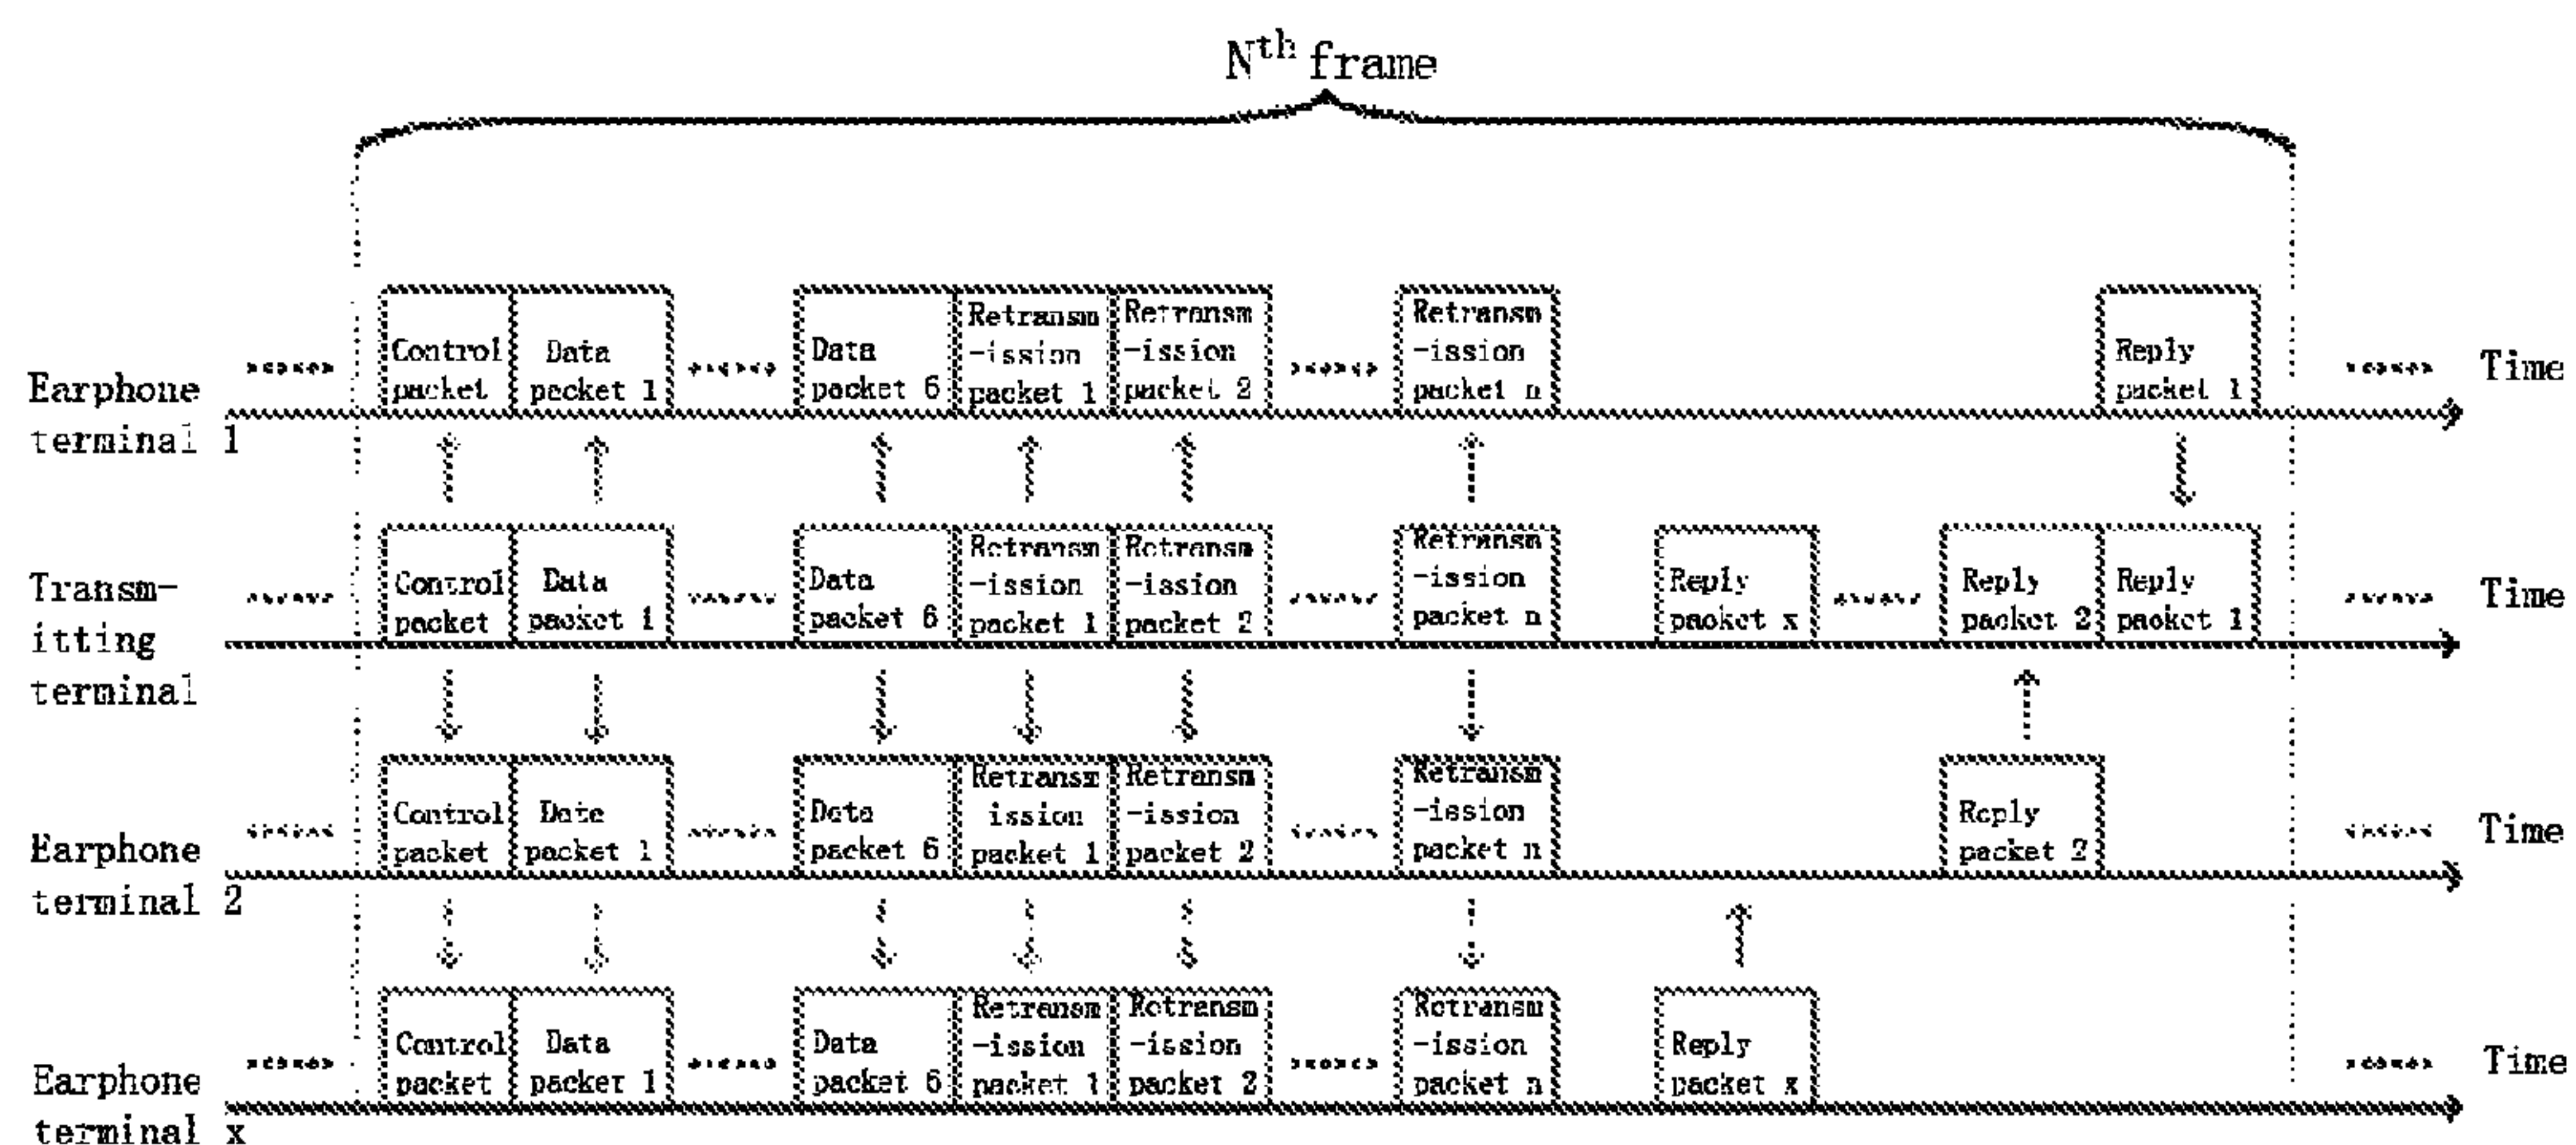 Nth frame
Earphone
terminal 1
Control
packet
Data
packet 1
Data
packet 6
Retransm
-ission
packet 1
Retransm
-ission
packet 2
Retransm
-ission
packet n
Reply
packet 1
Time
Transm-
itting
terminal
Control
packet
Data
packet 1
Data
packet 6
Retransm
-ission
packet 1
Retransm
-ission
packet 2
Retransm
-ission
packet n
Reply
packet x
Reply
packet 2
Reply
packet 1
Time
Earphone
terminal 2
Control
packet
Date
packet 1
Data
packet 6
Retransm
ission
packet 1
Retransm
-ission
packet 2
Retransm
-ission
packet n
Reply
packet 2
Time
Earphone
terminal x
Control
packet
Data
packet 1
Data
packet 6
Retransm
-ission
packet 1
Retransm
-ission
packet 2
Retransm
-ission
packet n
Reply
packet x
Time